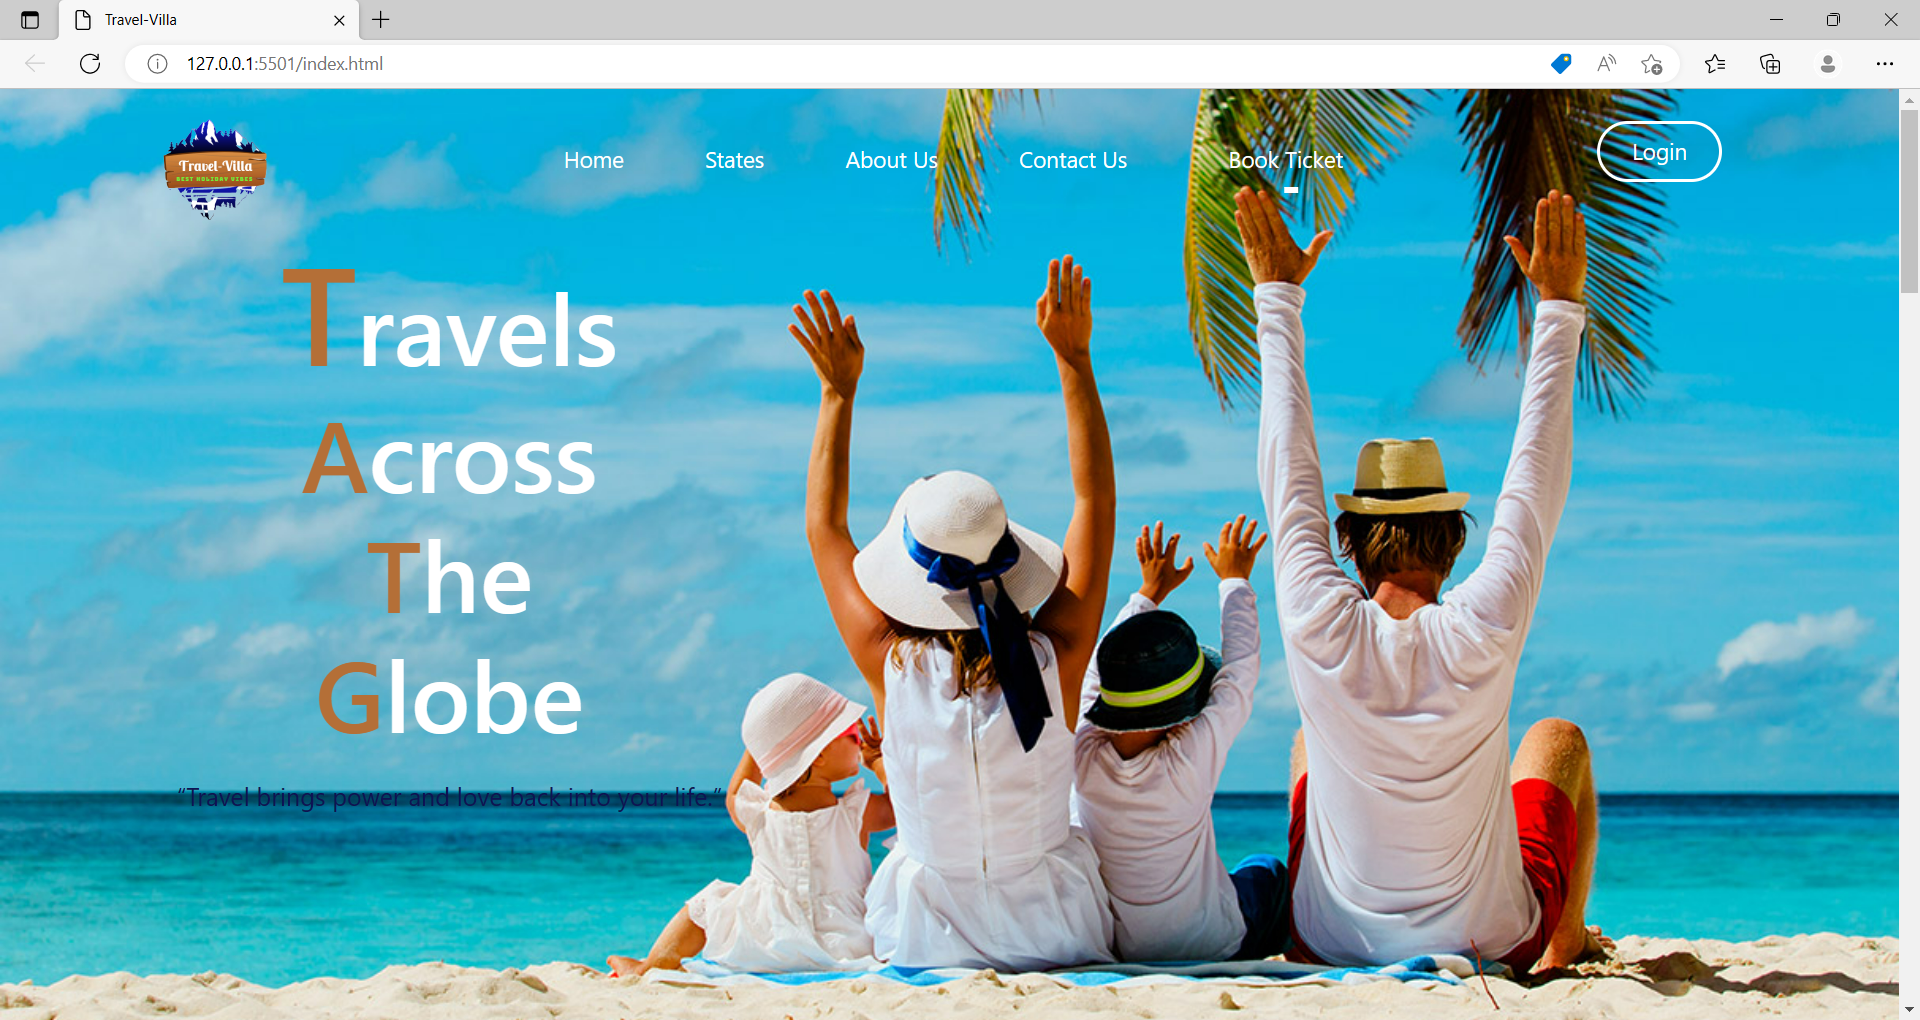 Travel-Villa
127.0.0.1:5501/index.html
Travel-Villa
BEST HOLIDAY VIBES
Home States About Us Contact Us Book Ticket Login
Travels
Across
The
Globe
“Travel brings power and love back into your life.”